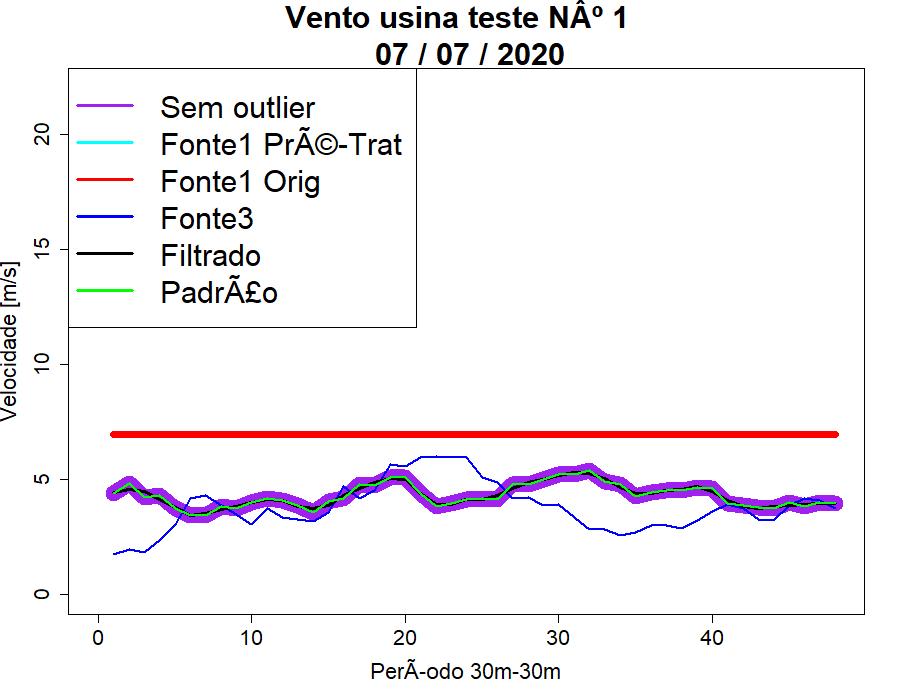 Vento usina teste NÂº 1
07 / 07 / 2020
Sem outlier
Fonte1 PrÃ©-Trat
Fonte1 Orig
Fonte3
Filtrado
PadrÃ£o
Velocidade [m/s]
20
15
10
5
0
0 10 20 30 40
PerÃ­-odo 30m-30m